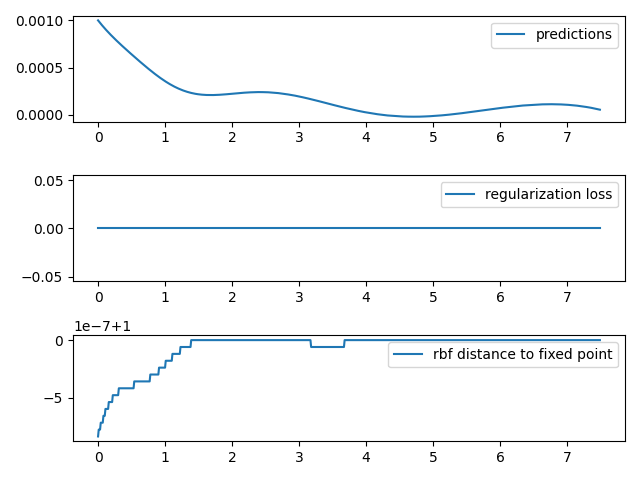 0.0010
predictions
0.0005
0.0000
0 1 2 3 4 5 6 7
0.05
regularization loss
0.00
−0.05
0 1 2 3 4 5 6 7
1e−7+1
0
rbf distance to fixed point
−5
0 1 2 3 4 5 6 7